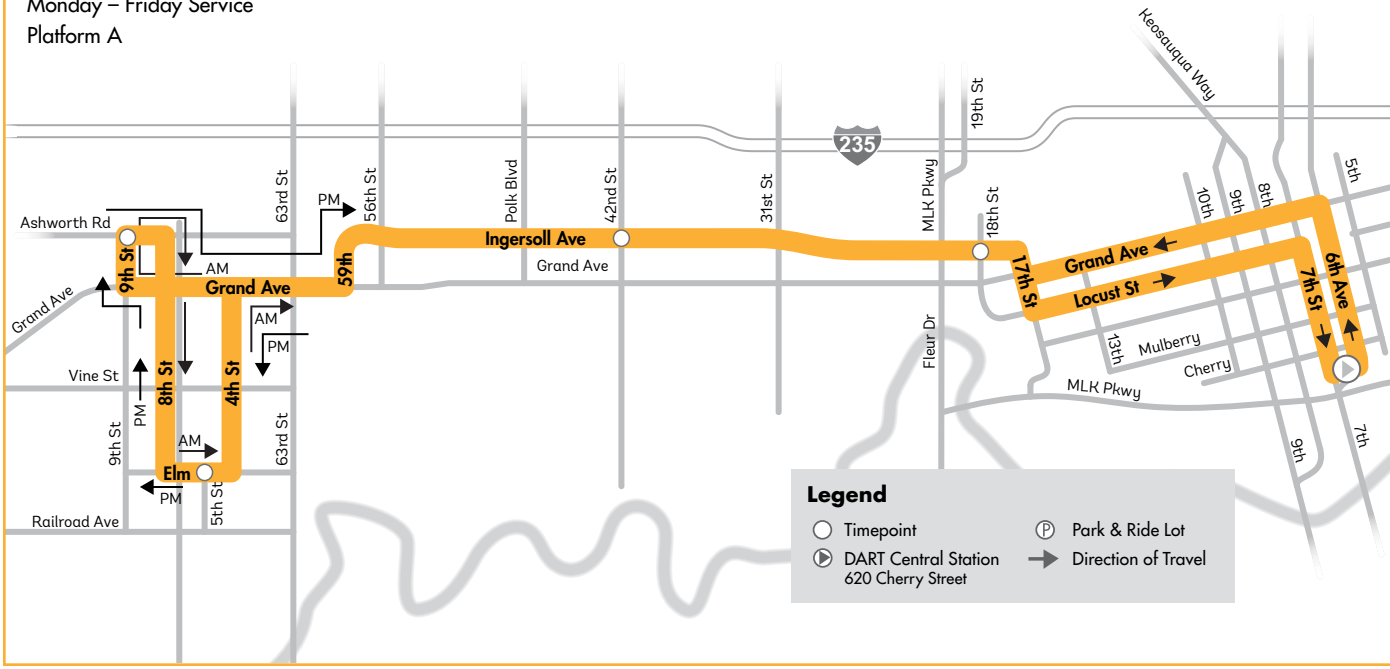 Monday – Friday Service
Platform A
Keosauqua Way
19th St
235
5th
MLK Pkwy
63rd St
PM
56th St
Polk Blvd
42nd St
31st St
18th St
10th
9th
8th
Ashworth Rd
9th St
AM
Grand Ave
59th
Ingersoll Ave
Grand Ave
17th St
Grand Ave
Locust St
7th St
6th Ave
Grand Ave
AM
PM
Fleur Dr
13th
Mulberry
Cherry
MLK Pkwy
Vine St
8th St
4th St
PM
9th St
AM
63rd St
Elm
PM
5th St
9th
7th
Railroad Ave
Legend
Timepoint
P Park & Ride Lot
DART Central Station
620 Cherry Street
Direction of Travel